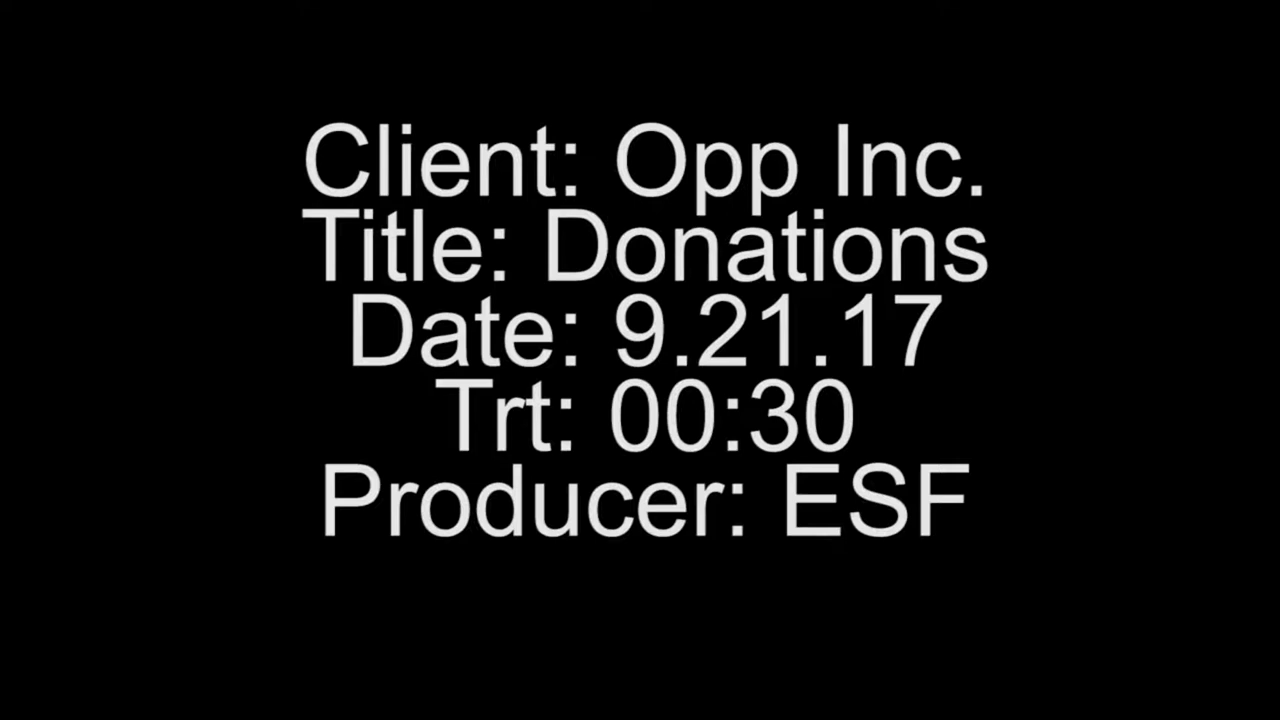 Client: Opp Inc.
Title: Donations
Date: 9.21.17
Trt: 00:30
Producer: ESF